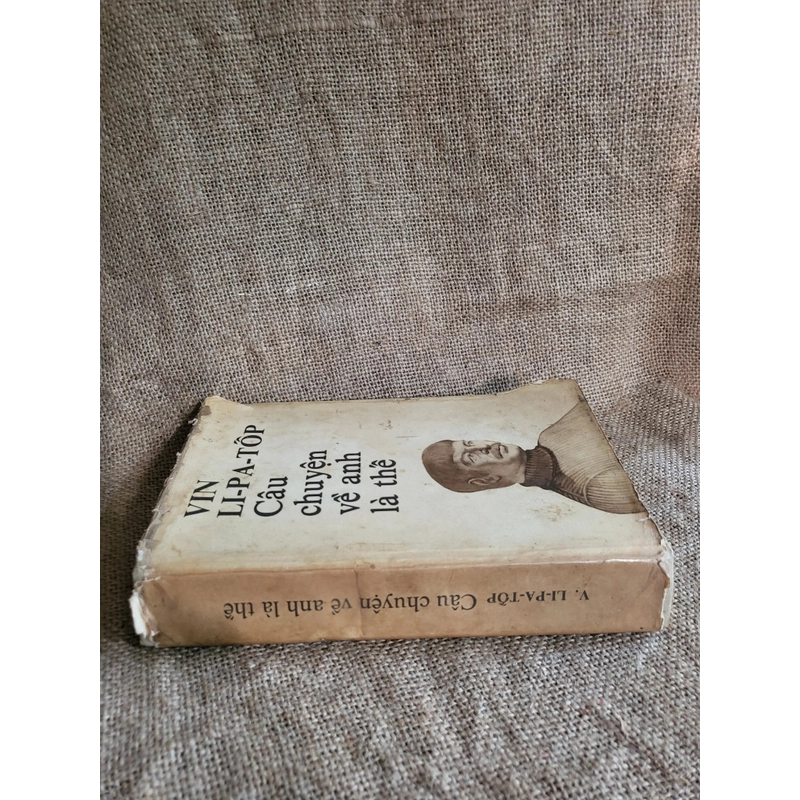 VIN
LI-PA-TỐP
Câu
chuyện
về anh
là thế
V. LI-PA-TỐP Câu chuyện về anh là thế